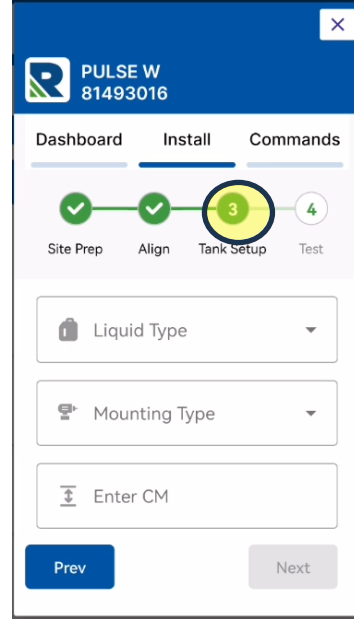 PULSE W
81493016
Dashboard Install Commands
3 4
Site Prep Align Tank Setup Test
Liquid Type
Mounting Type
Enter CM
Prev Next